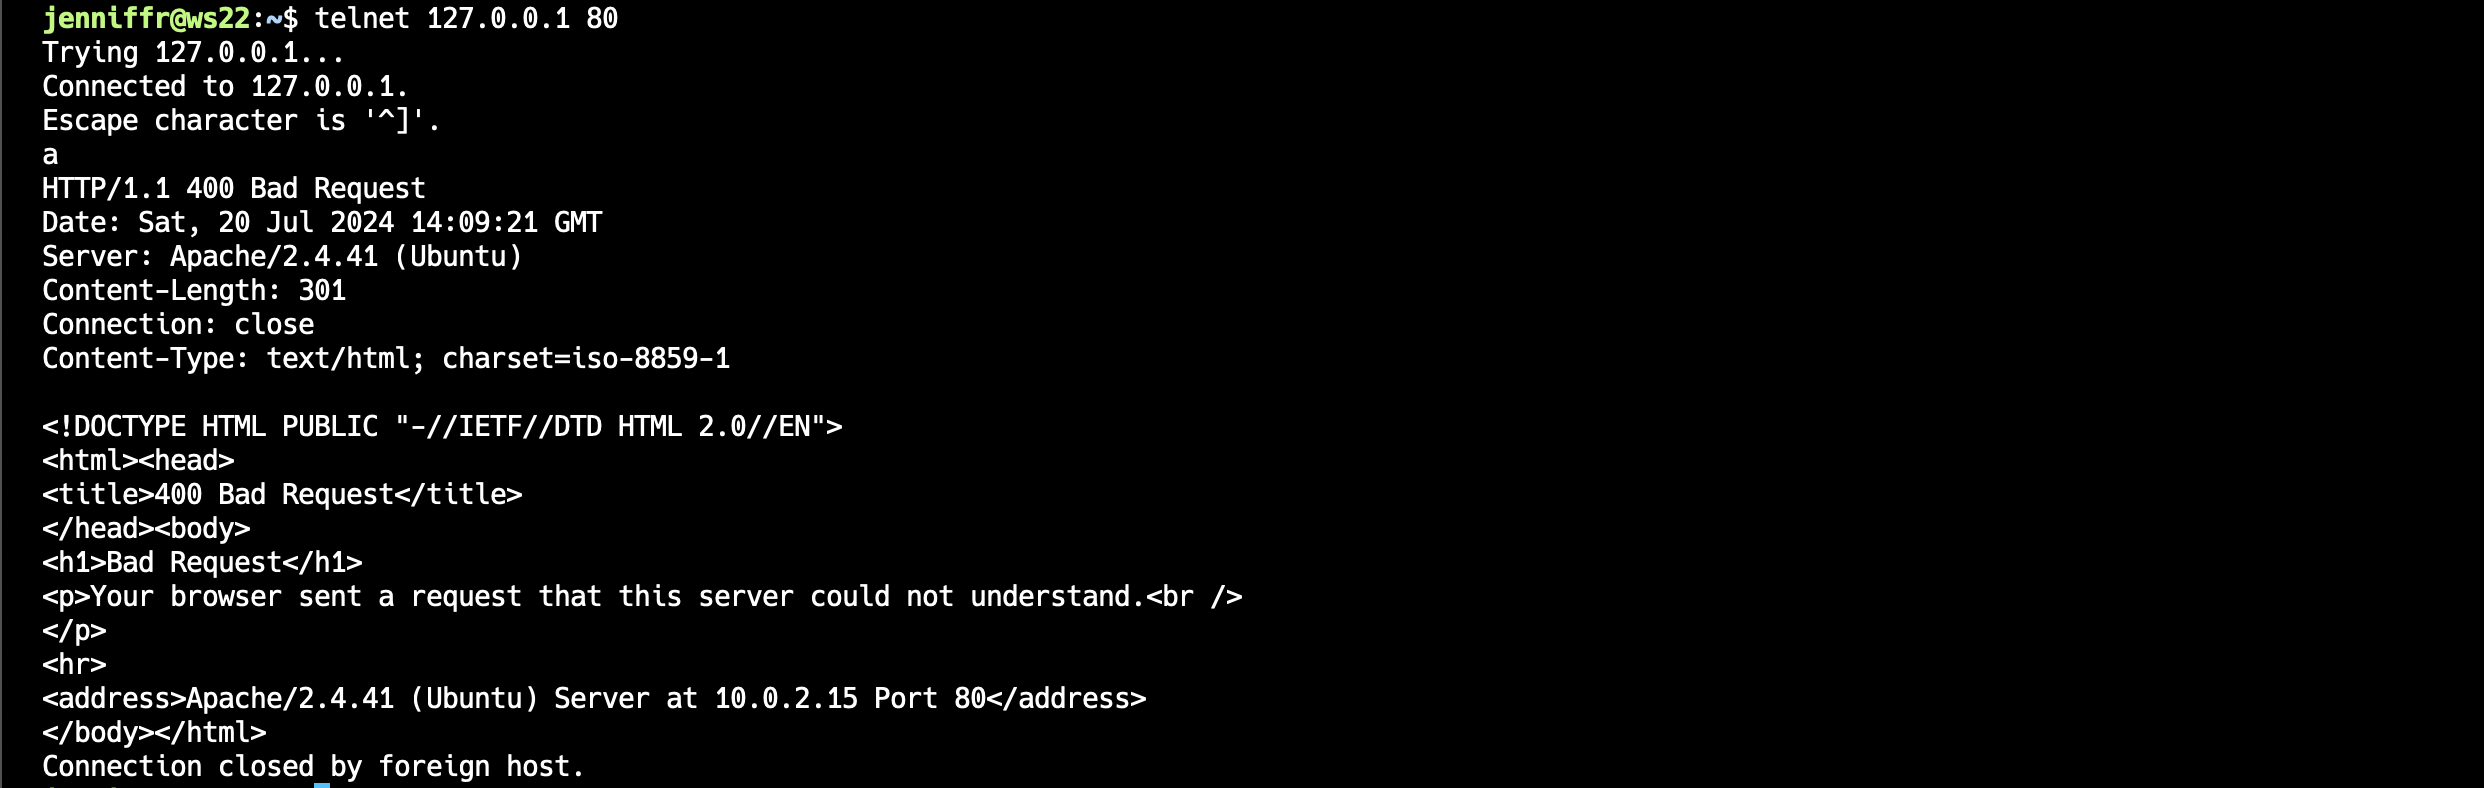 jenniffr@ws22:~$ telnet 127.0.0.1 80
Trying 127.0.0.1...
Connected to 127.0.0.1.
Escape character is '^]'.
a
HTTP/1.1 400 Bad Request
Date: Sat, 20 Jul 2024 14:09:21 GMT
Server: Apache/2.4.41 (Ubuntu)
Content-Length: 301
Connection: close
Content-Type: text/html; charset=iso-8859-1

<!DOCTYPE HTML PUBLIC "-//IETF//DTD HTML 2.0//EN">
<html><head>
<title>400 Bad Request</title>
</head><body>
<h1>Bad Request</h1>
<p>Your browser sent a request that this server could not understand.<br />
</p>
<hr>
<address>Apache/2.4.41 (Ubuntu) Server at 10.0.2.15 Port 80</address>
</body></html>
Connection closed by foreign host.